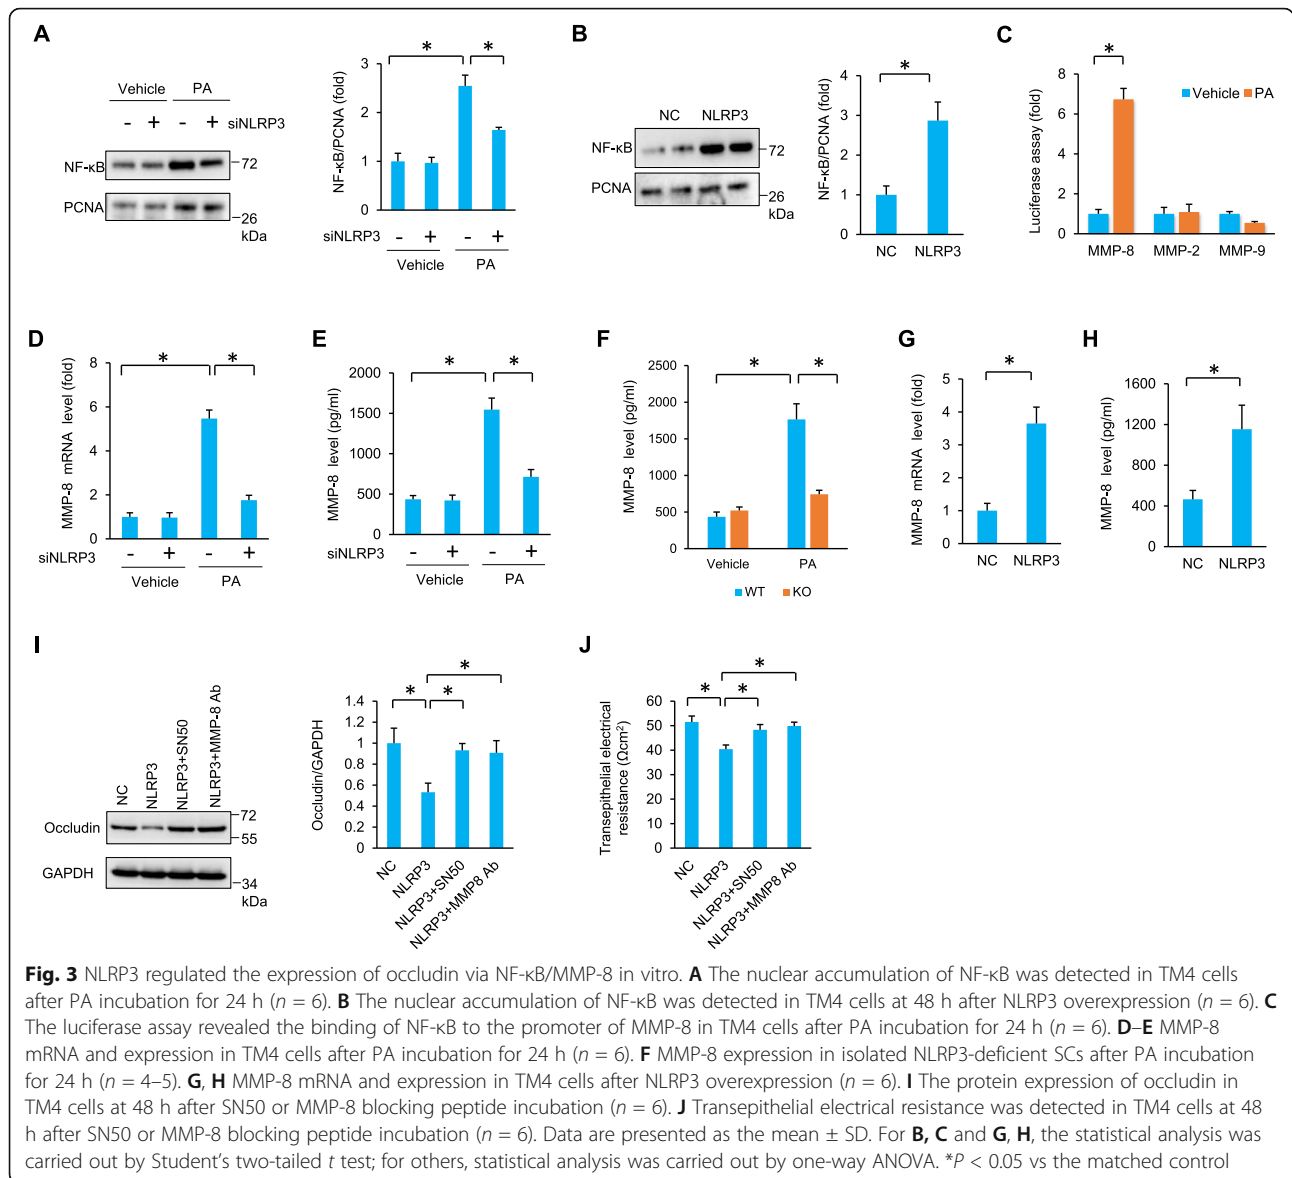 A
Vehicle PA
- + - + siNLRP3
NF-κB
72
PCNA
26
kDa
NF-κB/PCNA (fold)
3
2
1
0
*
*
siNLRP3 - + - +
Vehicle PA
B
NC NLRP3
NF-κB
72
PCNA
26
kDa
NF-κB/PCNA (fold)
4
3
2
1
0
*
NC NLRP3
C
Luciferase assay (fold)
8
6
4
2
0
*
Vehicle PA
MMP-8 MMP-2 MMP-9
D
MMP-8 mRNA level (fold)
8
6
4
2
0
*
*
siNLRP3 - + - +
Vehicle PA
E
MMP-8 level (pg/ml)
2000
1500
1000
500
0
*
*
siNLRP3 - + - +
Vehicle PA
F
MMP-8 level (pg/ml)
2500
2000
1500
1000
500
0
*
*
Vehicle PA
WT KO
G
MMP-8 mRNA level (fold)
5
4
3
2
1
0
*
NC NLRP3
H
MMP-8 level (pg/ml)
1600
1200
800
400
0
*
NC NLRP3
I
NC
NLRP3
NLRP3+SN50
NLRP3+MMP-8 Ab
Occludin
72
55
GAPDH
34
kDa
Occludin/GAPDH
1.4
1.2
1
0.8
0.6
0.4
0.2
0
*
*
*
NC
NLRP3
NLRP3+SN50
NLRP3+MMP8 Ab
J
Transepithelial electrical
resistance (Ωcm²)
60
50
40
30
20
10
0
*
*
*
NC
NLRP3
NLRP3+SN50
NLRP3+MMP8 Ab
Fig. 3 NLRP3 regulated the expression of occludin via NF-κB/MMP-8 in vitro. A The nuclear accumulation of NF-κB was detected in TM4 cells
after PA incubation for 24 h (n = 6). B The nuclear accumulation of NF-κB was detected in TM4 cells at 48 h after NLRP3 overexpression (n = 6). C
The luciferase assay revealed the binding of NF-κB to the promoter of MMP-8 in TM4 cells after PA incubation for 24 h (n = 6). D–E MMP-8
mRNA and expression in TM4 cells after PA incubation for 24 h (n = 6). F MMP-8 expression in isolated NLRP3-deficient SCs after PA incubation
for 24 h (n = 4–5). G, H MMP-8 mRNA and expression in TM4 cells after NLRP3 overexpression (n = 6). I The protein expression of occludin in
TM4 cells at 48 h after SN50 or MMP-8 blocking peptide incubation (n = 6). J Transepithelial electrical resistance was detected in TM4 cells at 48
h after SN50 or MMP-8 blocking peptide incubation (n = 6). Data are presented as the mean ± SD. For B, C and G, H, the statistical analysis was
carried out by Student's two-tailed t test; for others, statistical analysis was carried out by one-way ANOVA. *P < 0.05 vs the matched control